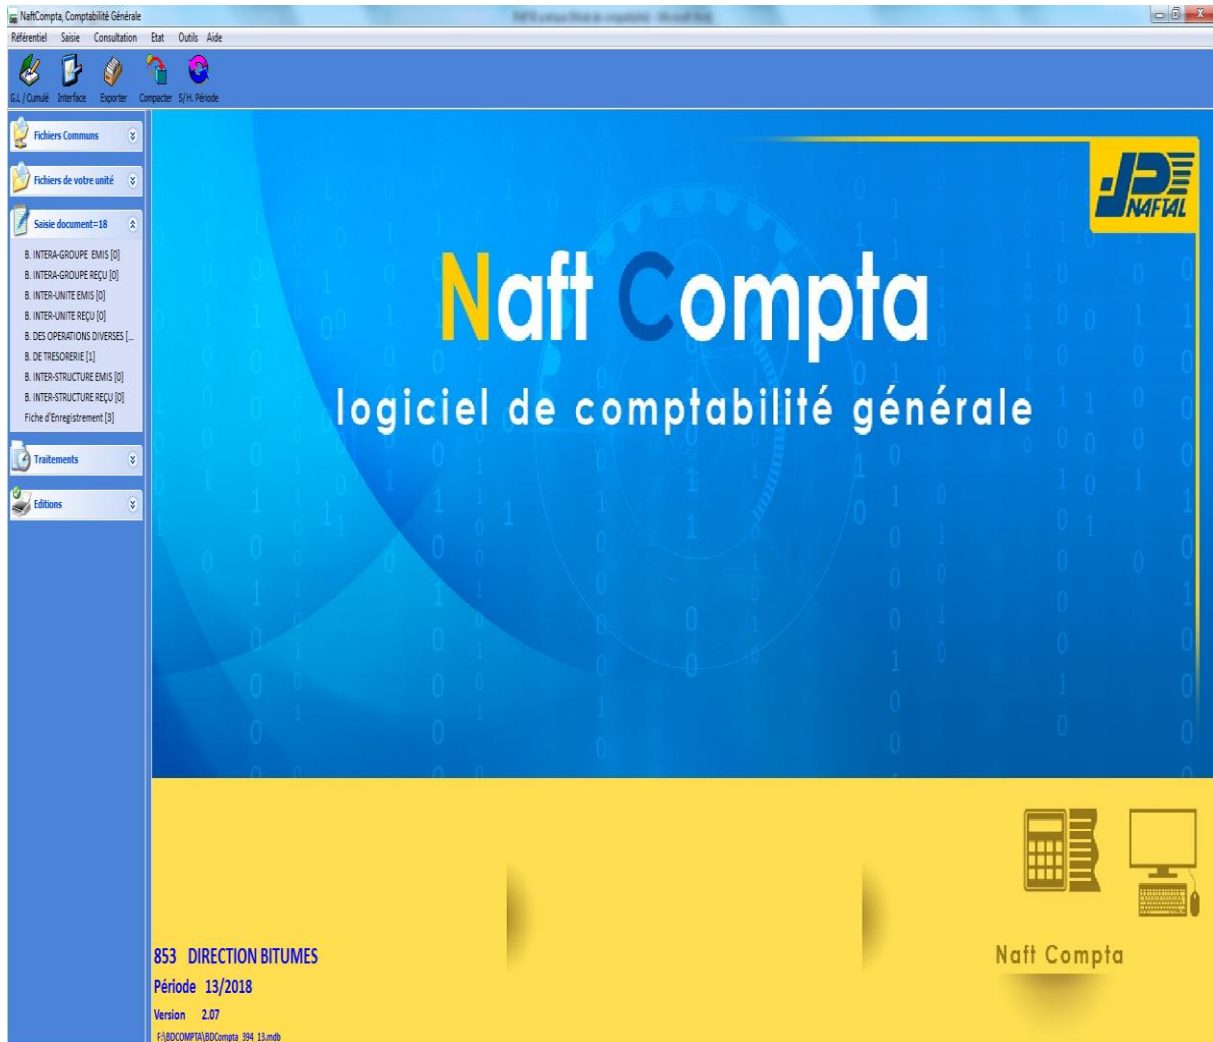 NaftCompta, Comptabilité Générale
Référentiel Saisie Consultation Etat Outils Aide
G.L / Cumulé Interface Exporter Compacter S/H. Période
Fichiers Communs
Fichiers de votre unité
Saisie document=18
B. INTERA-GROUPE EMIS [0]
B. INTERA-GROUPE REÇU [0]
B. INTER-UNITE EMIS [0]
B. INTER-UNITE REÇU [0]
B. DES OPERATIONS DIVERSES [...
B. DE TRESORERIE [1]
B. INTER-STRUCTURE EMIS [0]
B. INTER-STRUCTURE REÇU [0]
Fiche d'Enregistrement [3]
Traitements
Editions
NAFTAL
Naft Compta
logiciel de comptabilité générale
853 DIRECTION BITUMES
Période 13/2018
Version 2.07
F:\BDCOMPTA\BDCompta_394_13.mdb
Naft Compta